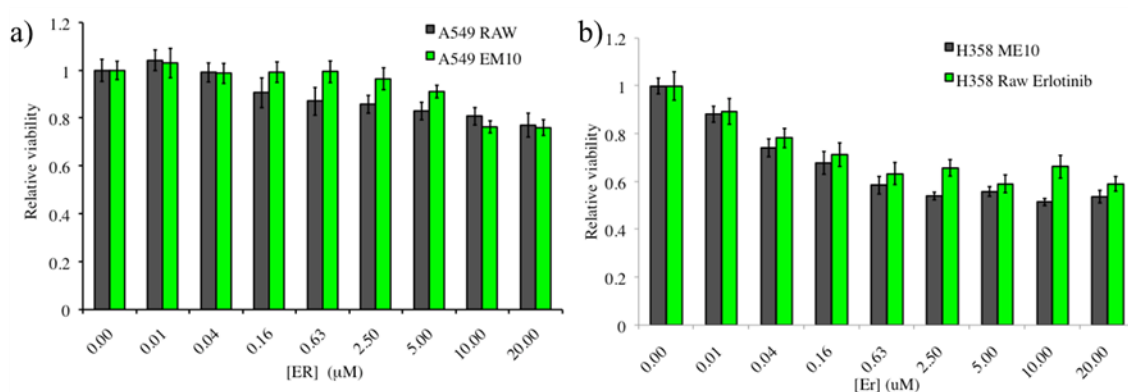 a)
1.2
1
0.8
0.6
0.4
0.2
0
Relative viability
A549 RAW
A549 EM10
0.00 0.01 0.04 0.16 0.63 2.50 5.00 10.00 20.00
[ER] (µM)
b)
1.2
1
0.8
0.6
0.4
0.2
0
Relative viability
H358 ME10
H358 Raw Erlotinib
0.00 0.01 0.04 0.16 0.63 2.50 5.00 10.00 20.00
[Er] (uM)